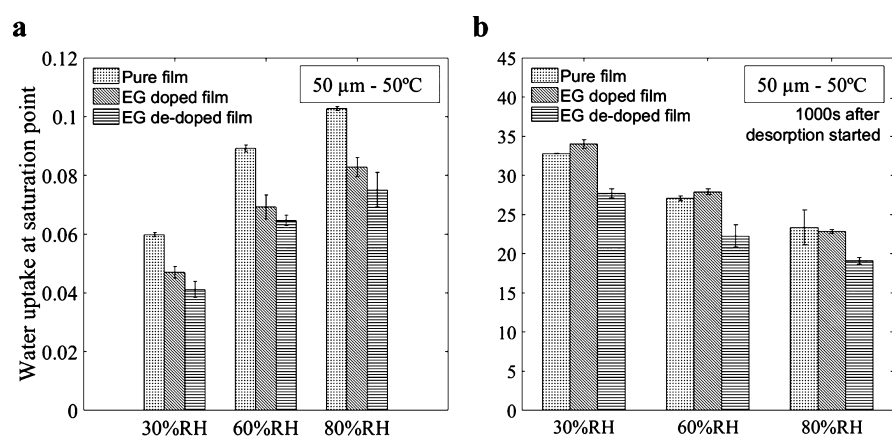 a
Water uptake at saturation point
0.12
0.1
0.08
0.06
0.04
0.02
0
Pure film
EG doped film
EG de-doped film
50 µm - 50ºC
30%RH
60%RH
80%RH
b
45
40
35
30
25
20
15
10
5
0
Pure film
EG doped film
EG de-doped film
50 µm - 50ºC
1000s after
desorption started
30%RH
60%RH
80%RH